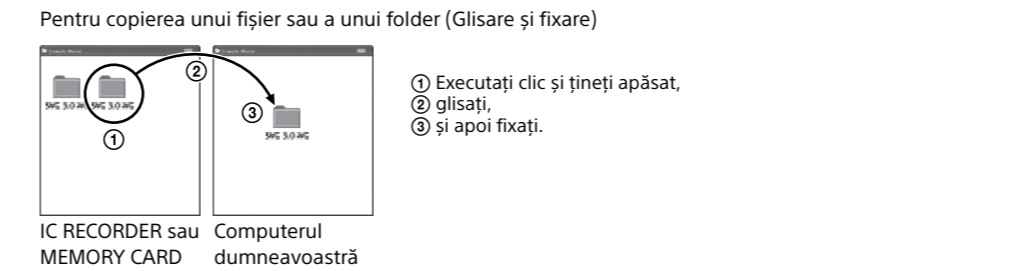 Pentru copierea unui fișier sau a unui folder (Glisare și fixare)
②
① Executați clic și țineți apăsat,
② glisați,
③ și apoi fixați.
③
①
IC RECORDER sau
MEMORY CARD
Computerul
dumneavoastră